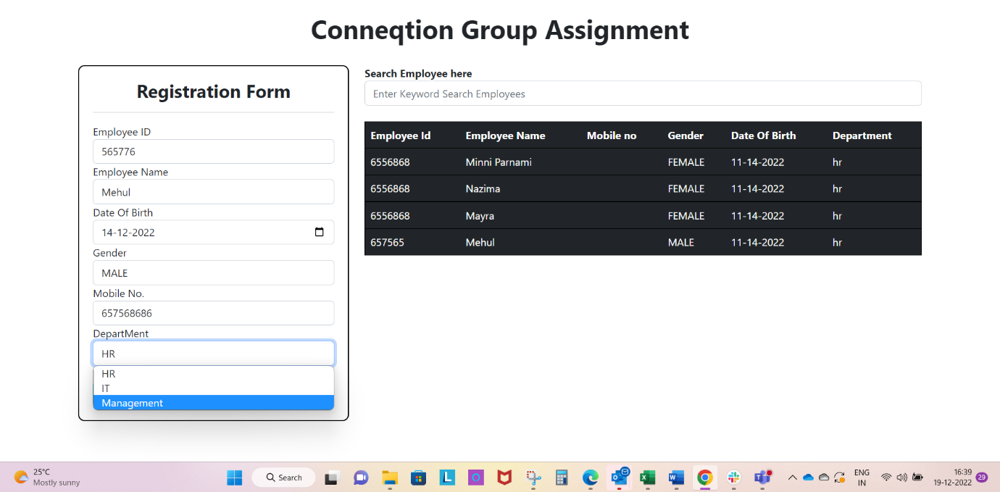 Conneqtion Group Assignment
Registration Form
Employee ID
565776
Employee Name
Mehul
Date Of Birth
14-12-2022
Gender
MALE
Mobile No.
657568686
DepartMent
HR
HR
IT
Management
Search Employee here
Enter Keyword Search Employees
Employee Id Employee Name Mobile no Gender Date Of Birth Department
6556868 Minni Parnami FEMALE 11-14-2022 hr
6556868 Nazima FEMALE 11-14-2022 hr
6556868 Mayra FEMALE 11-14-2022 hr
657565 Mehul MALE 11-14-2022 hr
25°C
Mostly sunny
Search
ENG
IN
16:39
19-12-2022
29